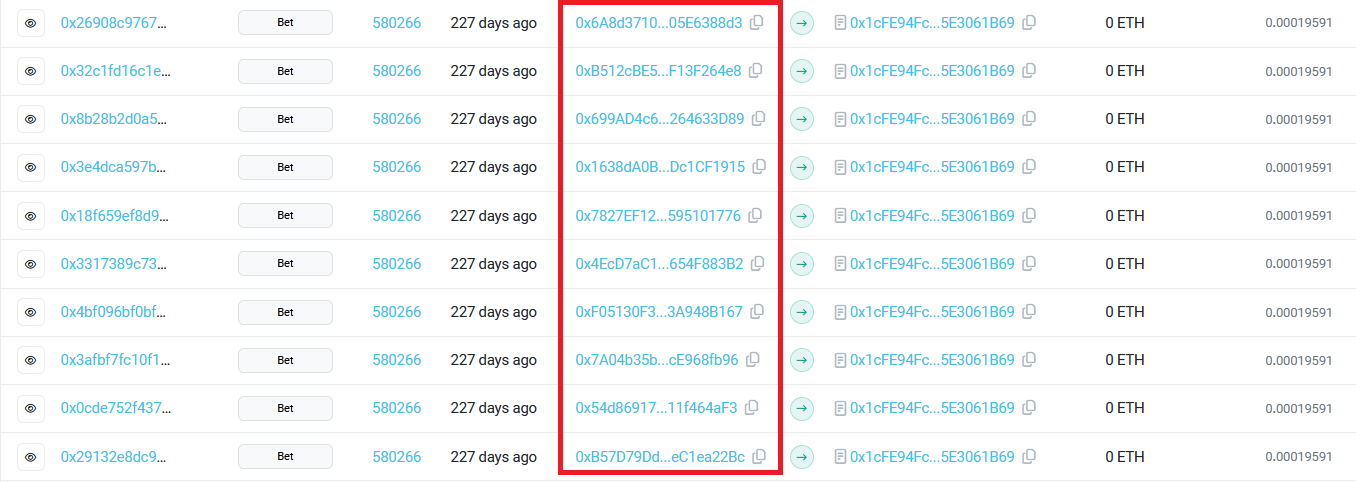 0x26908c9767... Bet 580266 227 days ago 0x6A8d3710...05E6388d3 0x1cFE94Fc...5E3061B69 0 ETH 0.00019591
0x32c1fd16c1e... Bet 580266 227 days ago 0xB512cBE5...F13F264e8 0x1cFE94Fc...5E3061B69 0 ETH 0.00019591
0x8b28b2d0a5... Bet 580266 227 days ago 0x699AD4c6...264633D89 0x1cFE94Fc...5E3061B69 0 ETH 0.00019591
0x3e4dca597b... Bet 580266 227 days ago 0x1638dA0B...Dc1CF1915 0x1cFE94Fc...5E3061B69 0 ETH 0.00019591
0x18f659ef8d9... Bet 580266 227 days ago 0x7827EF12...595101776 0x1cFE94Fc...5E3061B69 0 ETH 0.00019591
0x3317389c73... Bet 580266 227 days ago 0x4EcD7aC1...654F883B2 0x1cFE94Fc...5E3061B69 0 ETH 0.00019591
0x4bf096bf0bf... Bet 580266 227 days ago 0xF05130F3...3A948B167 0x1cFE94Fc...5E3061B69 0 ETH 0.00019591
0x3afbf7fc10f1... Bet 580266 227 days ago 0x7A04b35b...cE968fb96 0x1cFE94Fc...5E3061B69 0 ETH 0.00019591
0x0cde752f437... Bet 580266 227 days ago 0x54d86917...11f464aF3 0x1cFE94Fc...5E3061B69 0 ETH 0.00019591
0x29132e8dc9... Bet 580266 227 days ago 0xB57D79Dd...eC1ea22Bc 0x1cFE94Fc...5E3061B69 0 ETH 0.00019591